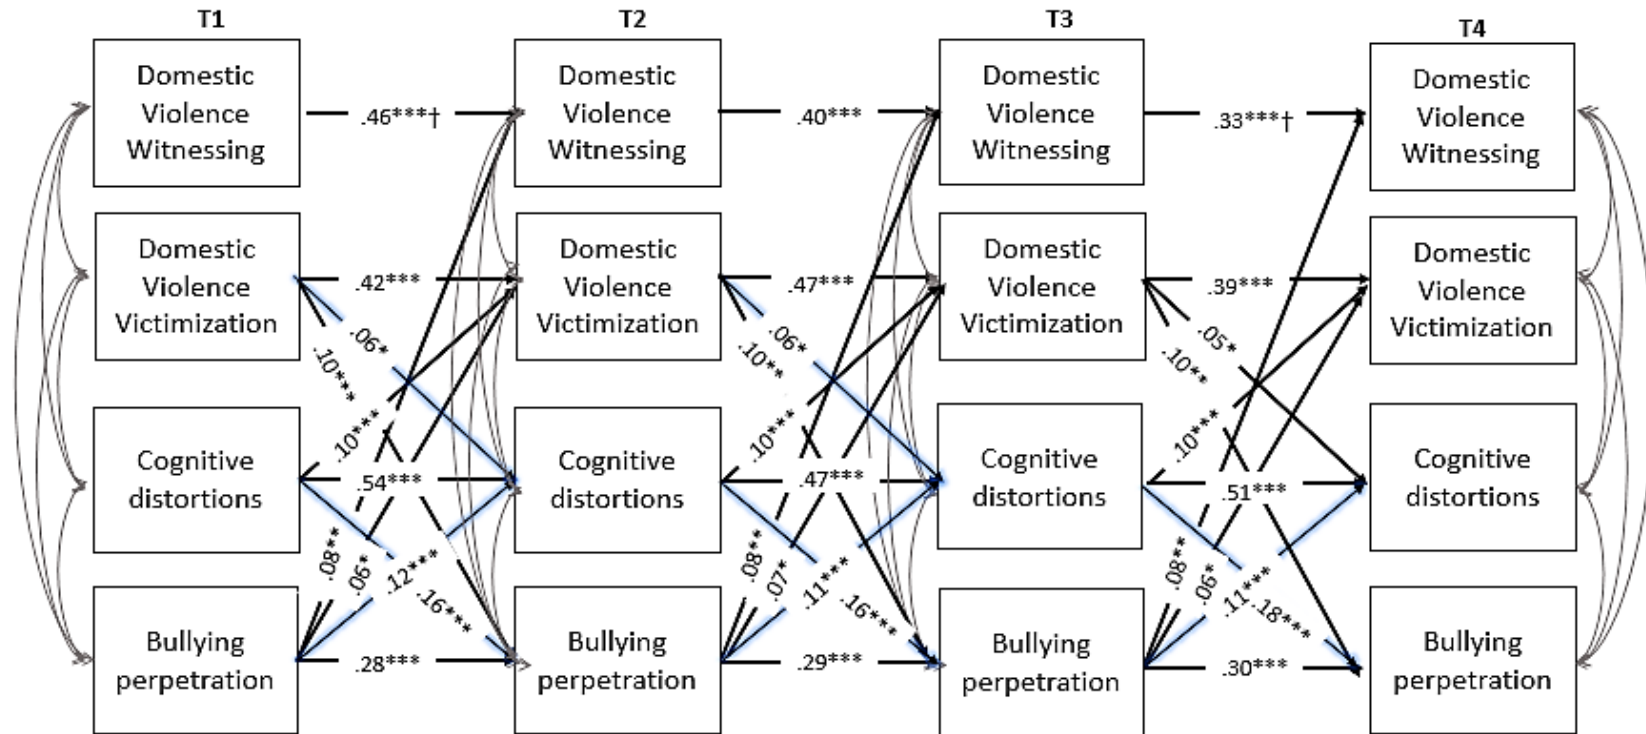 T1
T2
T3
T4
Domestic
Violence
Witnessing
.46***†
Domestic
Violence
Witnessing
.40***
Domestic
Violence
Witnessing
.33***†
Domestic
Violence
Witnessing
Domestic
Violence
Victimization
.42***
Domestic
Violence
Victimization
.47***
Domestic
Violence
Victimization
.39***
Domestic
Violence
Victimization
.06*
.10***
.10***
.06*
.10**
.10***
.05*
.10**
.10***
Cognitive
distortions
.54***
Cognitive
distortions
.47***
Cognitive
distortions
.51***
Cognitive
distortions
.08**
.06*
.12***
.16***
.08**
.07*
.11***
.16***
.08**
.06*
.11***
.18***
Bullying
perpetration
.28***
Bullying
perpetration
.29***
Bullying
perpetration
.30***
Bullying
perpetration